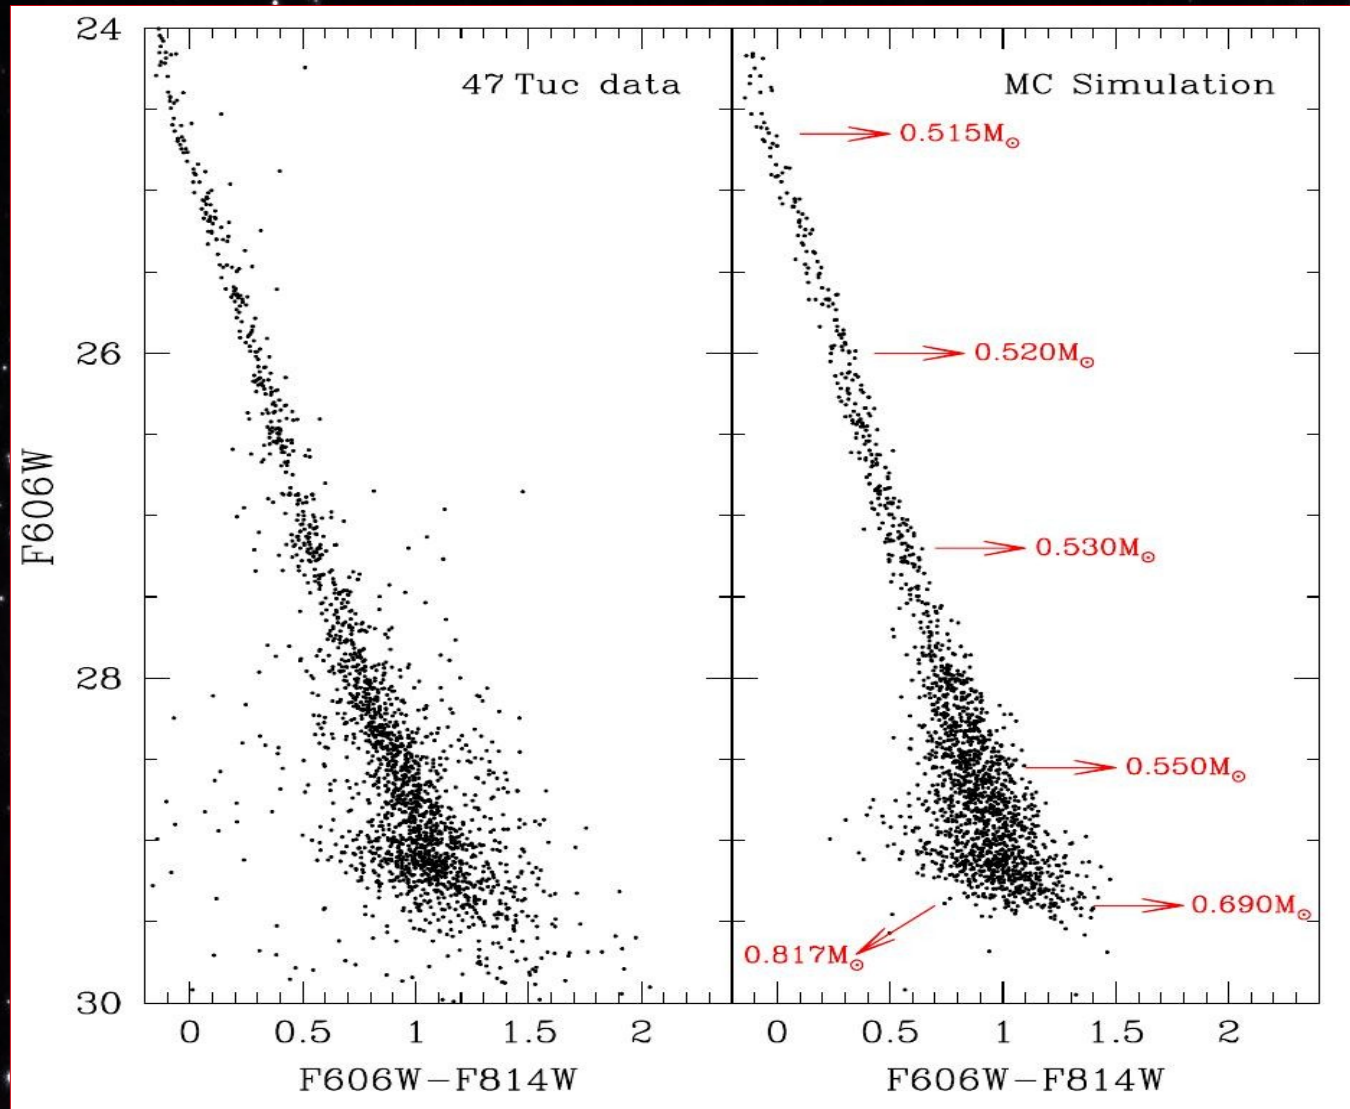 24
26
28
30
F606W
47 Tuc data
0
0.5
1
1.5
2
F606W−F814W
MC Simulation
0.515M⊙
0.520M⊙
0.530M⊙
0.550M⊙
0.690M⊙
0.817M⊙
0
0.5
1
1.5
2
F606W−F814W